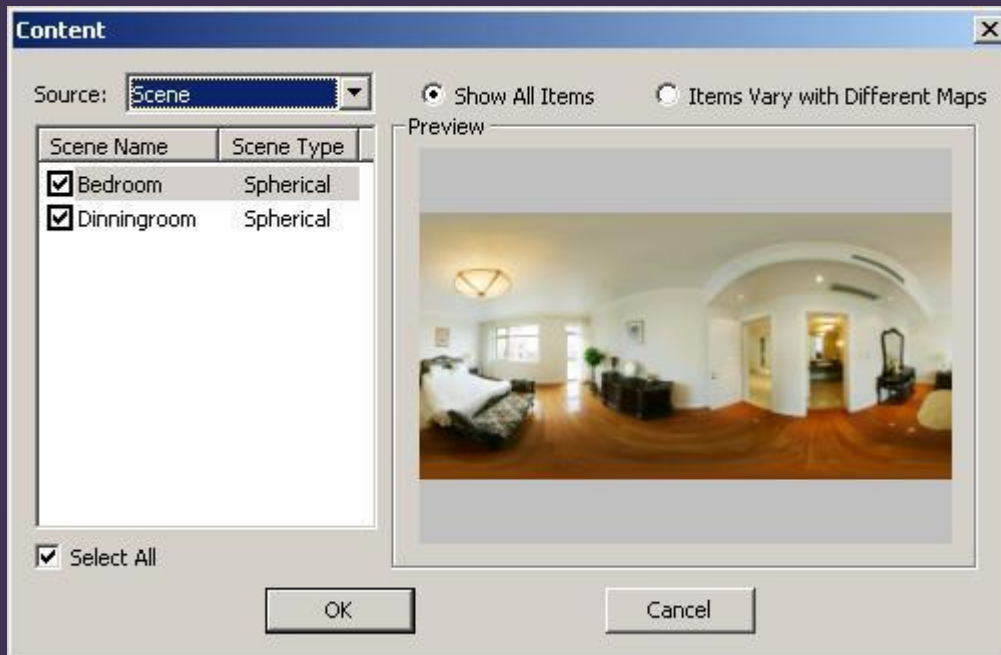 Content
Source: Scene
Show All Items Items Vary with Different Maps
Preview
Scene Name Scene Type
Bedroom Spherical
Dinningroom Spherical
Select All
OK Cancel